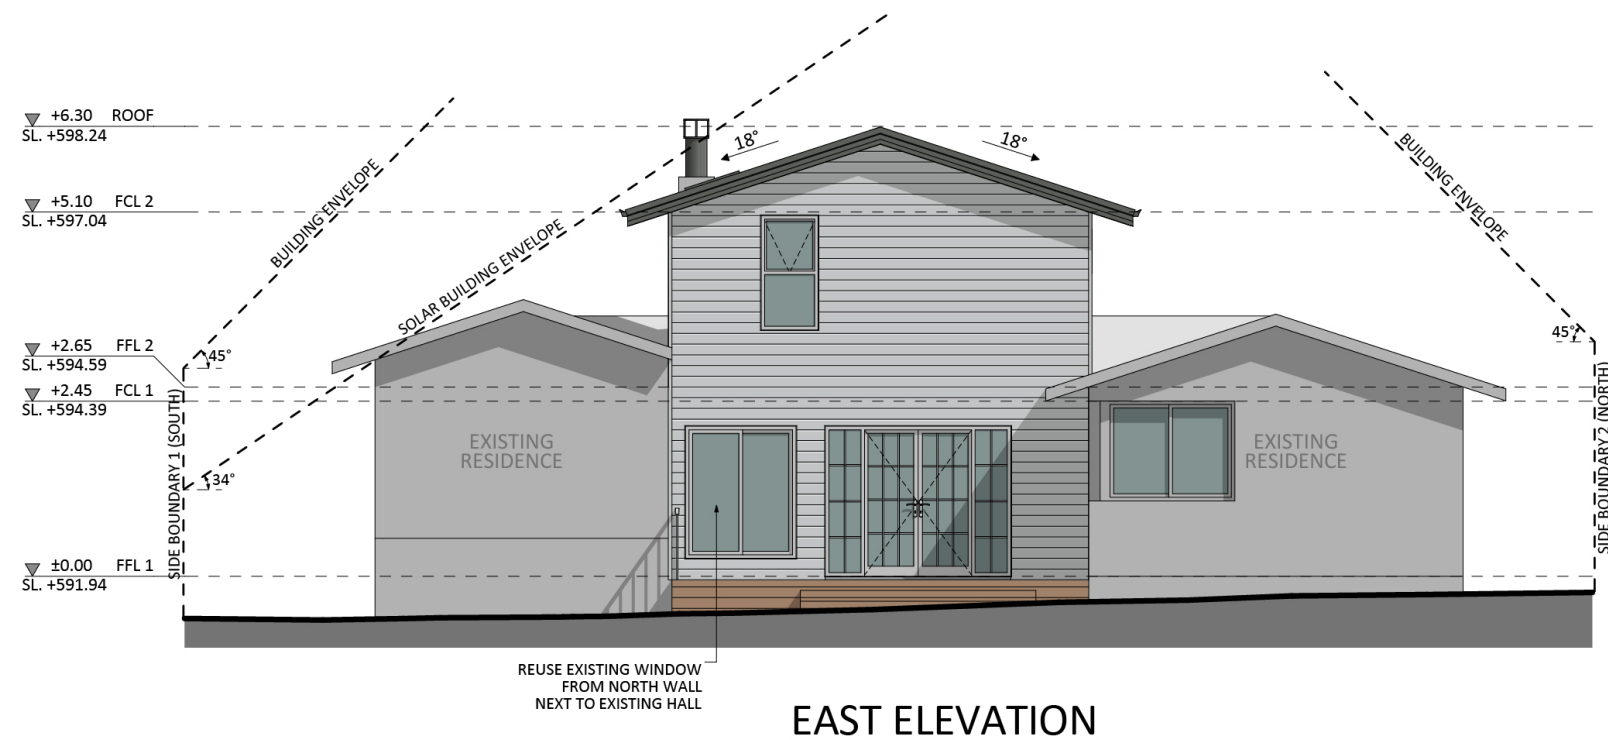 +6.30 ROOF
SL. +598.24
+5.10 FCL 2
SL. +597.04
+2.65 FFL 2
SL. +594.59
+2.45 FCL 1
SL. +594.39
±0.00 FFL 1
SL. +591.94
SIDE BOUNDARY 1 (SOUTH)
45°
34°
BUILDING ENVELOPE
SOLAR BUILDING ENVELOPE
18°
18°
BUILDING ENVELOPE
45°
SIDE BOUNDARY 2 (NORTH)
EXISTING
RESIDENCE
EXISTING
RESIDENCE
REUSE EXISTING WINDOW
FROM NORTH WALL
NEXT TO EXISTING HALL
EAST ELEVATION